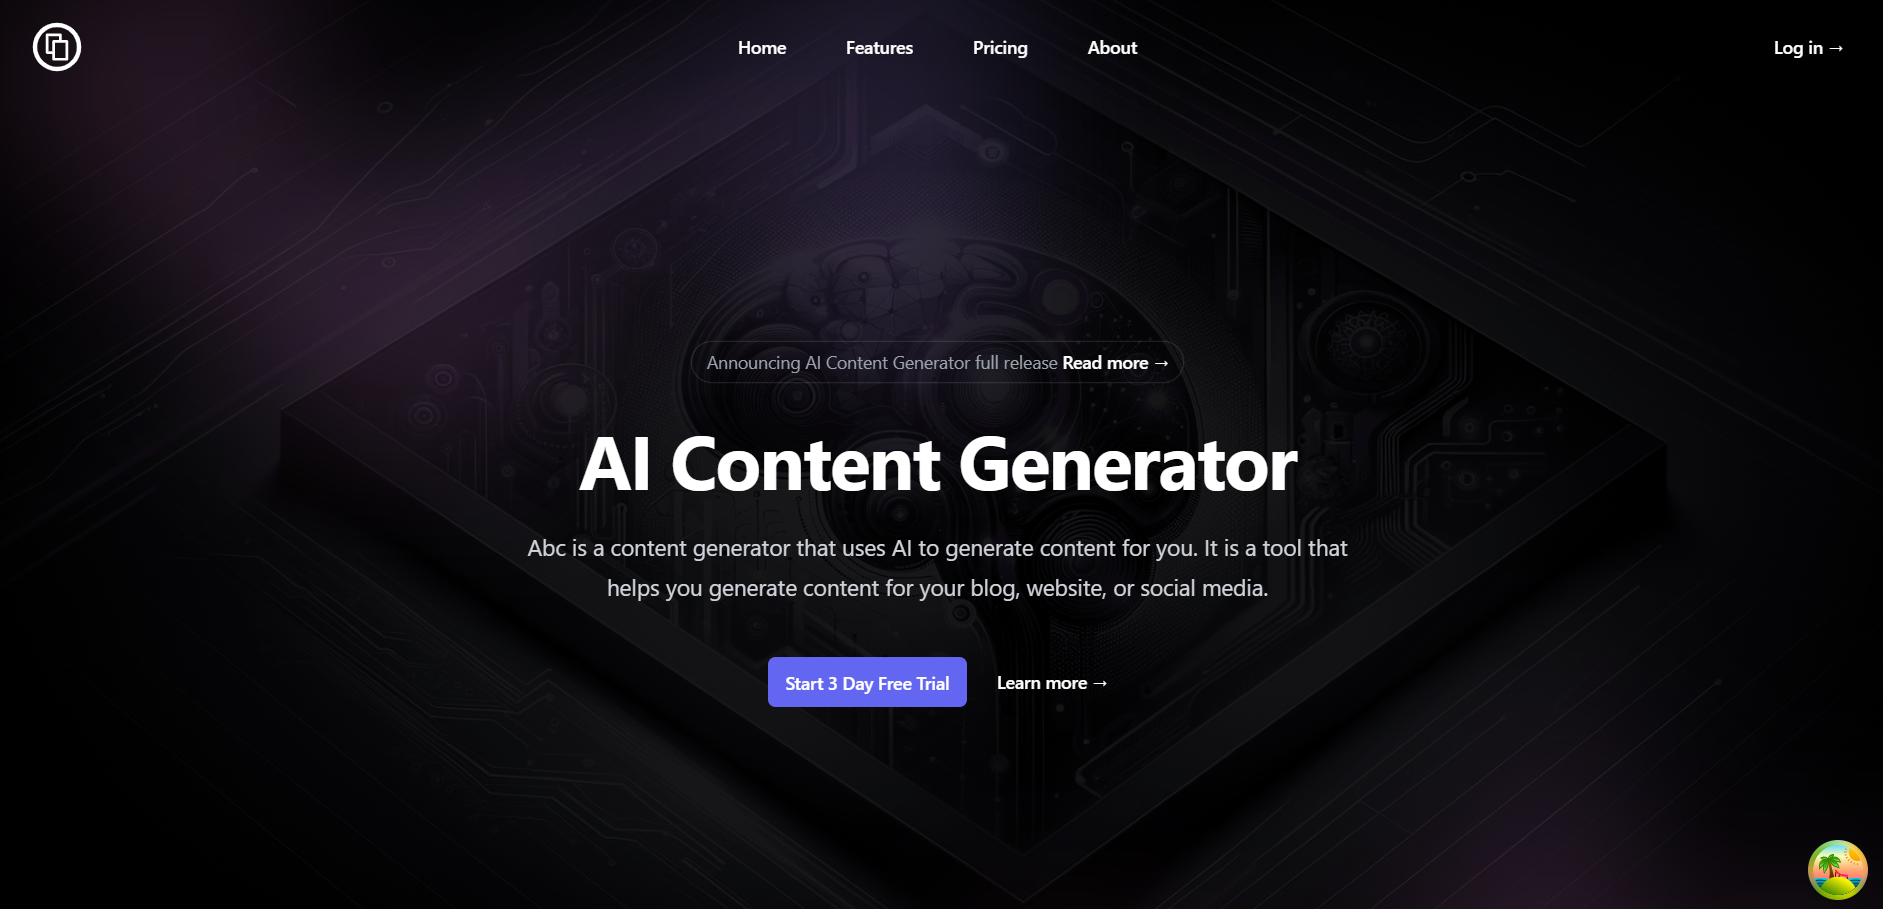 Home Features Pricing About Log in →
Announcing AI Content Generator full release Read more →
AI Content Generator
Abc is a content generator that uses AI to generate content for you. It is a tool that
helps you generate content for your blog, website, or social media.
Start 3 Day Free Trial Learn more →